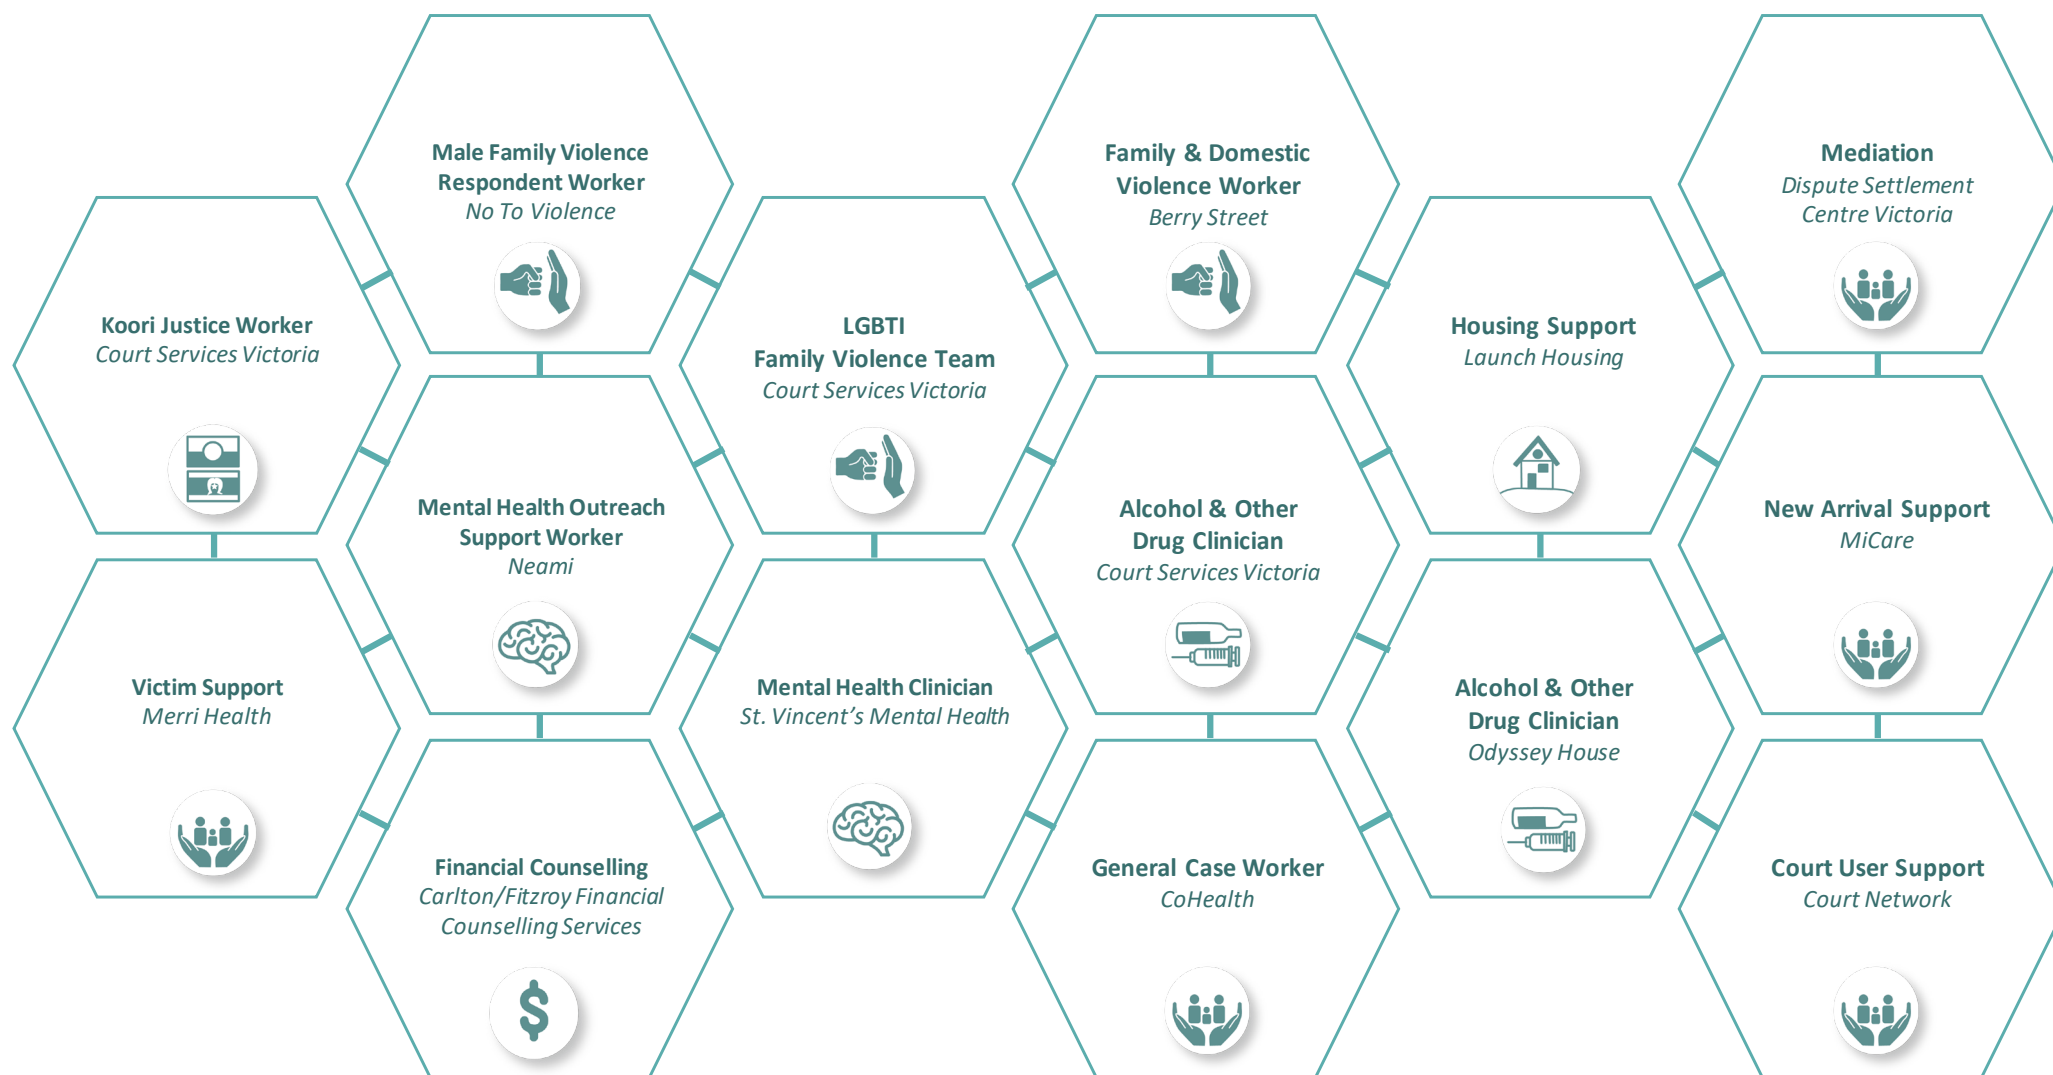 Male Family Violence
Respondent Worker
No To Violence
Family & Domestic
Violence Worker
Berry Street
Mediation
Dispute Settlement
Centre Victoria
Koori Justice Worker
Court Services Victoria
LGBTI
Family Violence Team
Court Services Victoria
Housing Support
Launch Housing
Mental Health Outreach
Support Worker
Neami
Alcohol & Other
Drug Clinician
Court Services Victoria
New Arrival Support
MiCare
Victim Support
Merri Health
Mental Health Clinician
St. Vincent’s Mental Health
Alcohol & Other
Drug Clinician
Odyssey House
Financial Counselling
Carlton/Fitzroy Financial
Counselling Services
$
General Case Worker
CoHealth
Court User Support
Court Network